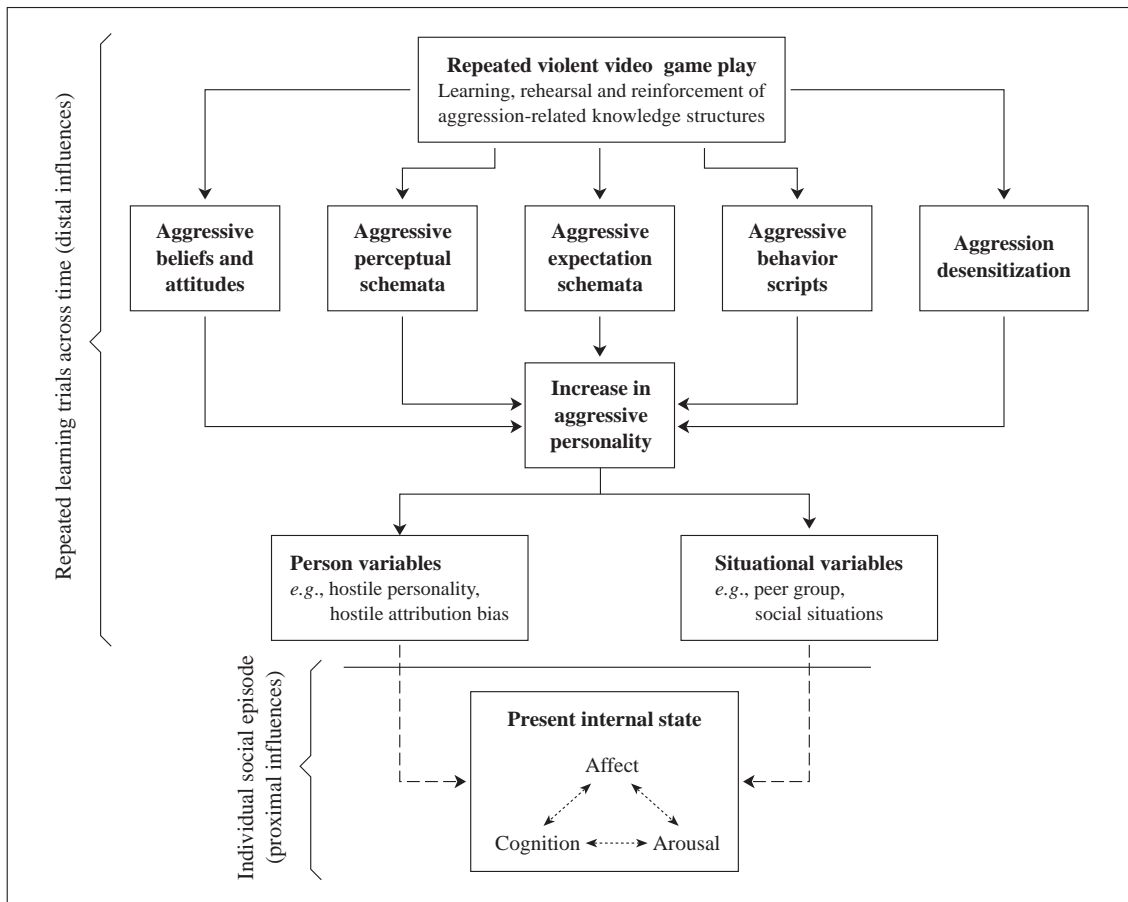 Repeated violent video game play
Learning, rehearsal and reinforcement of
aggression-related knowledge structures
Aggressive
beliefs and
attitudes
Aggressive
perceptual
schemata
Aggressive
expectation
schemata
Aggressive
behavior
scripts
Aggression
desensitization
Increase in
aggressive
personality
Person variables
e.g., hostile personality,
hostile attribution bias
Situational variables
e.g., peer group,
social situations
Repeated learning trials across time (distal influences)
Present internal state
Affect
Cognition
Arousal
Individual social episode
(proximal influences)